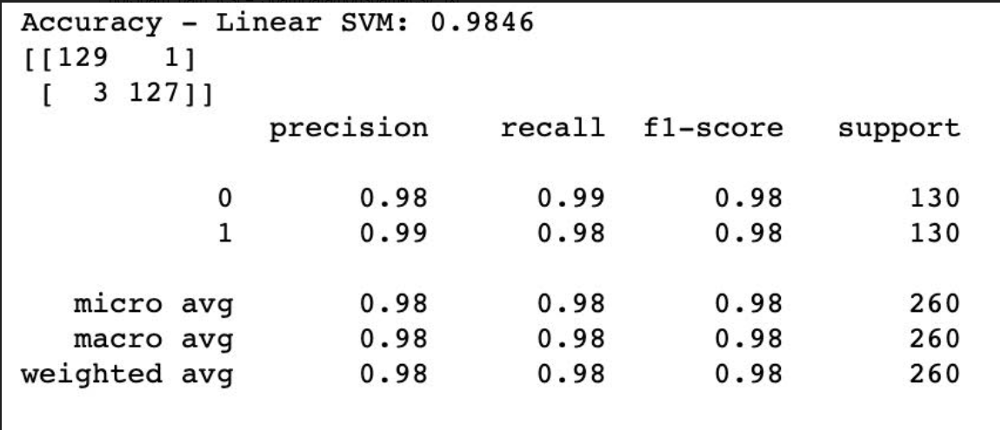 Accuracy - Linear SVM: 0.9846
[[129   1]
 [  3 127]]
              precision    recall  f1-score   support

           0       0.98      0.99      0.98       130
           1       0.99      0.98      0.98       130

   micro avg       0.98      0.98      0.98       260
   macro avg       0.98      0.98      0.98       260
weighted avg       0.98      0.98      0.98       260